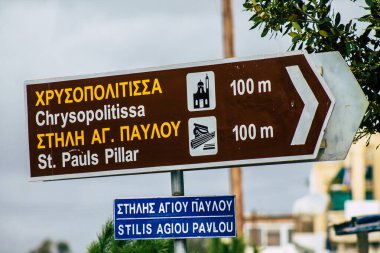 ΧΡΥΣΟΠΟΛΙΤΙΣΣΑ
Chrysopolitissa 100 m
ΣΤΗΛΗ ΑΓ. ΠΑΥΛΟΥ
St. Pauls Pillar 100 m
ΣΤΗΛΗΣ ΑΓΙΟΥ ΠΑΥΛΟΥ
STILIS AGIOU PAVLOU